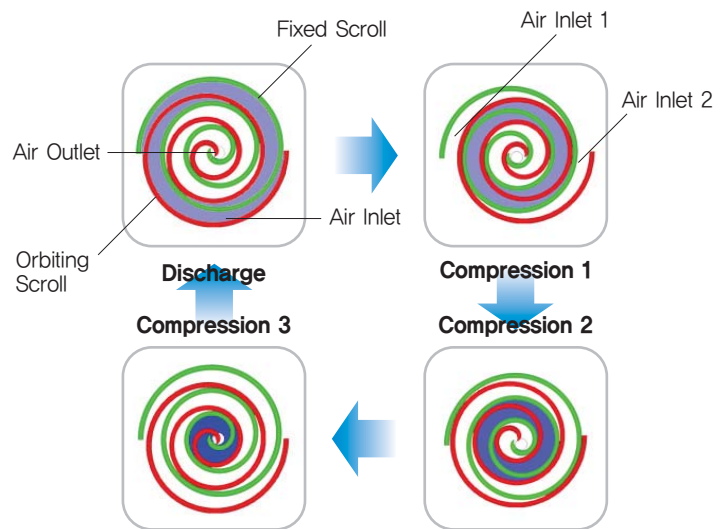 Fixed Scroll
Air Inlet 1
Air Inlet 2
Air Outlet
Air Inlet
Orbiting
Scroll
Discharge
Compression 1
Compression 3
Compression 2